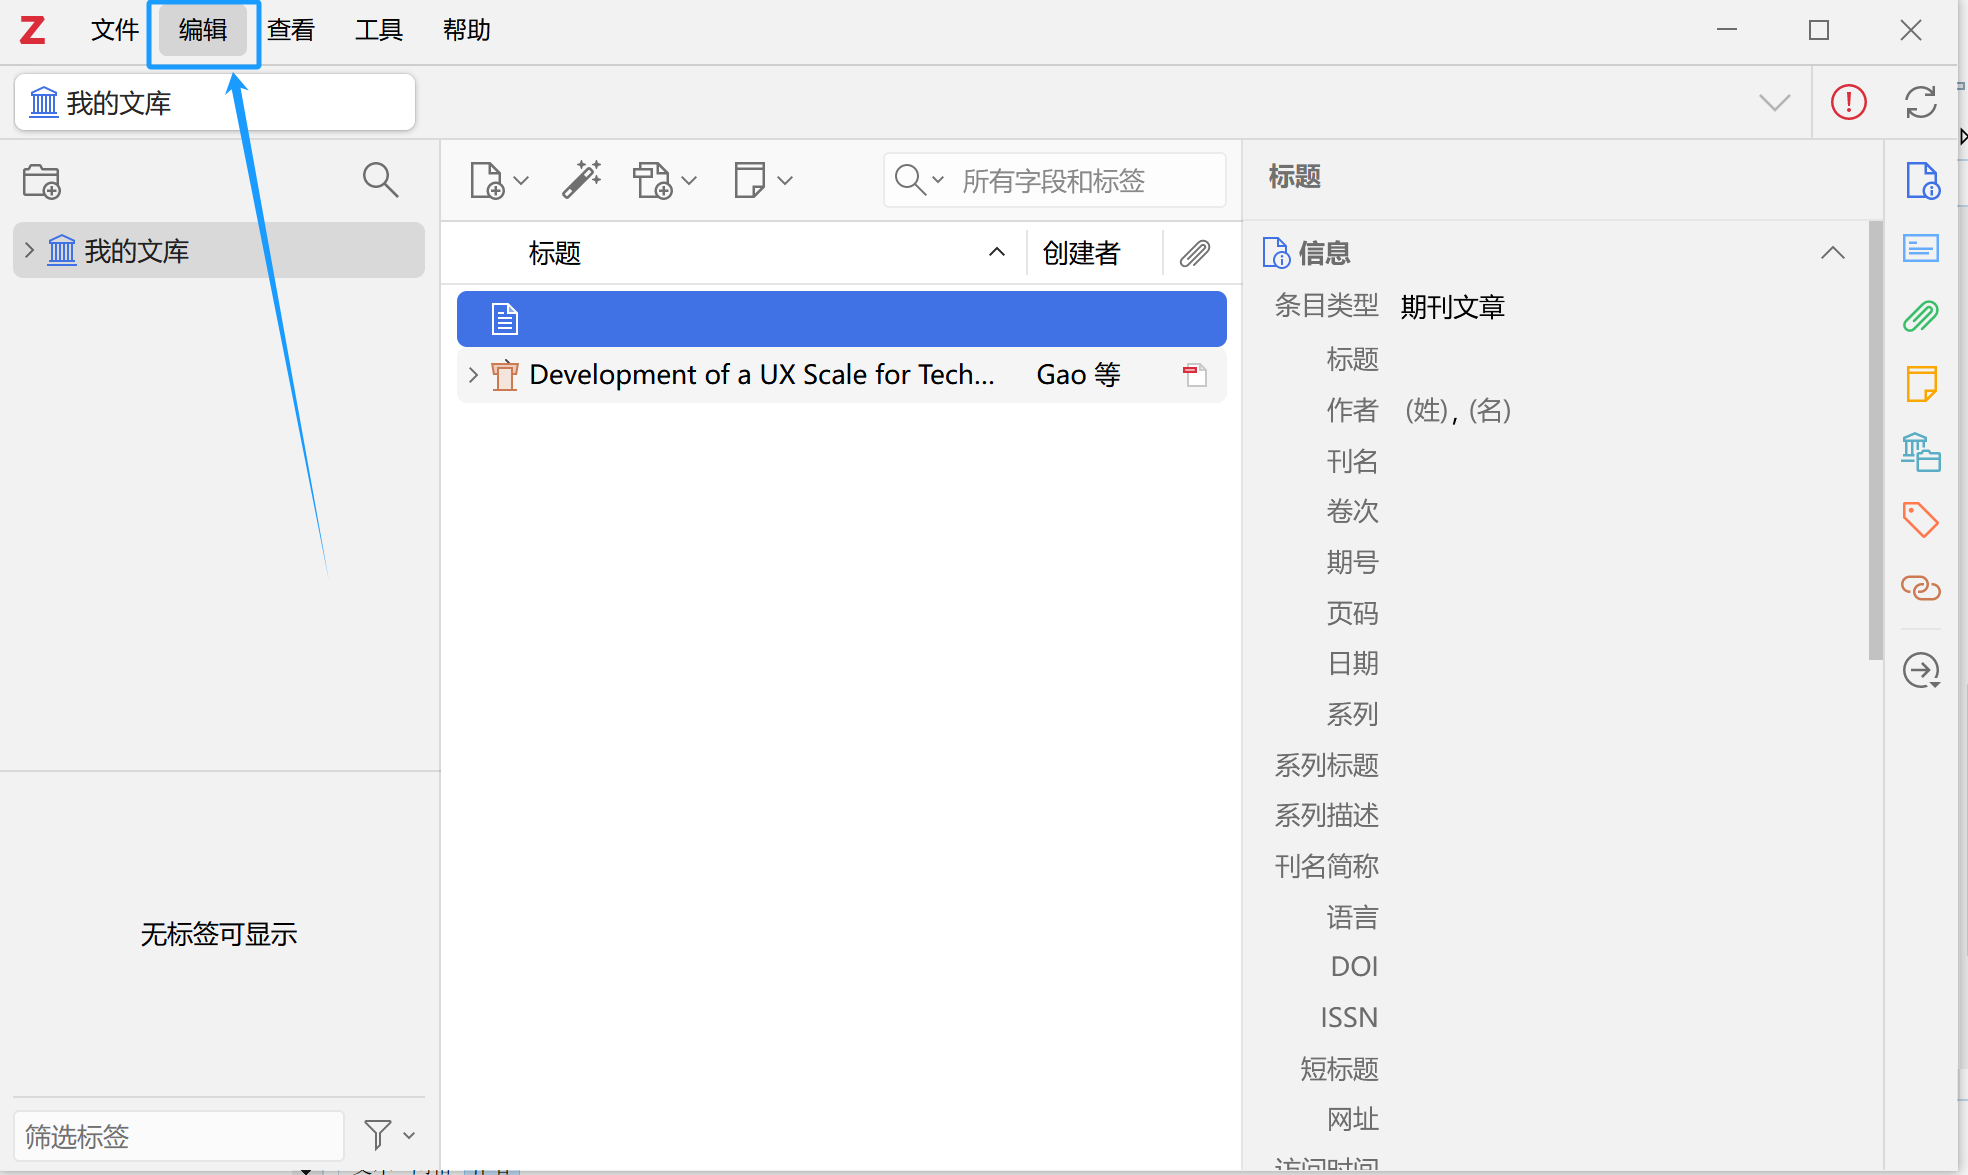 Z 文件 编辑 查看 工具 帮助
我的文库
所有字段和标签
标题
我的文库
标题 创建者
信息
条目类型 期刊文章
Development of a UX Scale for Tech... Gao 等
标题
作者 (姓), (名)
刊名
卷次
期号
页码
日期
系列
系列标题
系列描述
刊名简称
语言
无标签可显示
DOI
ISSN
短标题
网址
筛选标签
访问时间